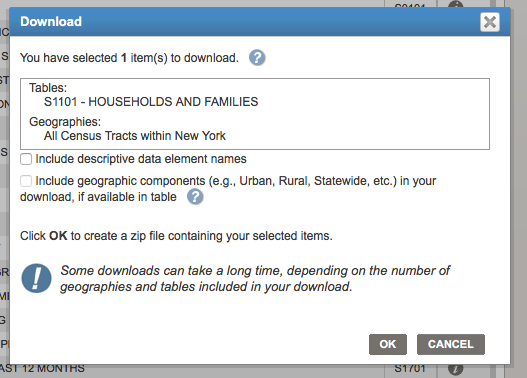 S0101
Download
You have selected 1 item(s) to download.
?
Tables:
S1101 - HOUSEHOLDS AND FAMILIES
Geographies:
All Census Tracts within New York
Include descriptive data element names
Include geographic components (e.g., Urban, Rural, Statewide, etc.) in your
download, if available in table
?
Click OK to create a zip file containing your selected items.
!
Some downloads can take a long time, depending on the number of
geographies and tables included in your download.
OK CANCEL
AST 12 MONTHS S1701 i